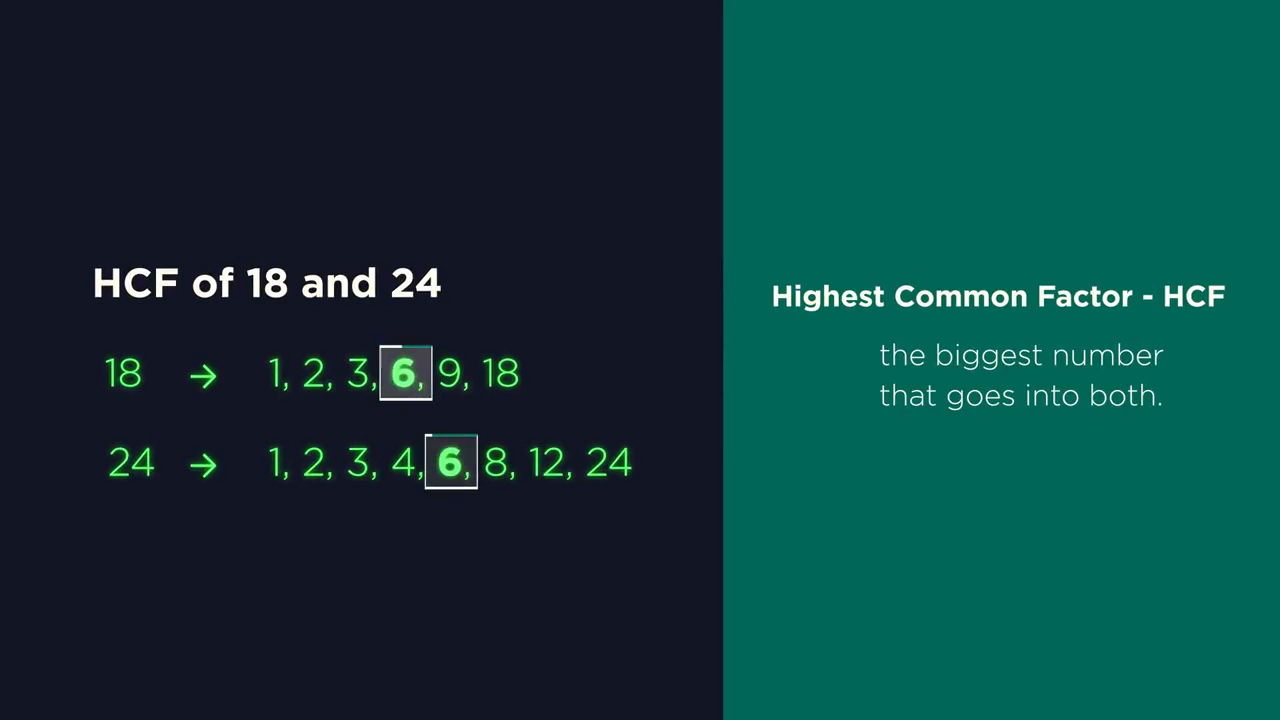 HCF of 18 and 24
18 → 1, 2, 3, 6, 9, 18
24 → 1, 2, 3, 4, 6, 8, 12, 24
Highest Common Factor - HCF
the biggest number
that goes into both.